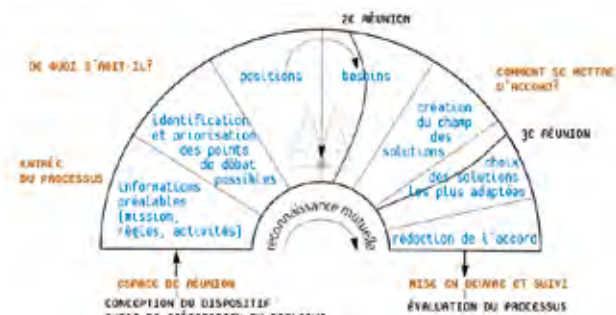 2E RÉUNION
DE QUOI S'AGIT-IL?
positions
besoins
COMMENT SE METTRE
D'ACCORD?
identification
et priorisation
des points
de débat
possibles
création
du champ
des
solutions
3E RÉUNION
ENTRÉE
DU PROCESSUS
informations
préalables
[mission,
règles, activités]
choix
des solutions
les plus adaptées
reconnaissance mutuelle
rédaction de l'accord
ESPACE DE RÉUNION
MISE EN OEUVRE ET SUIVI
CONCEPTION DU DISPOSITIF
ÉVALUATION DU PROCESSUS